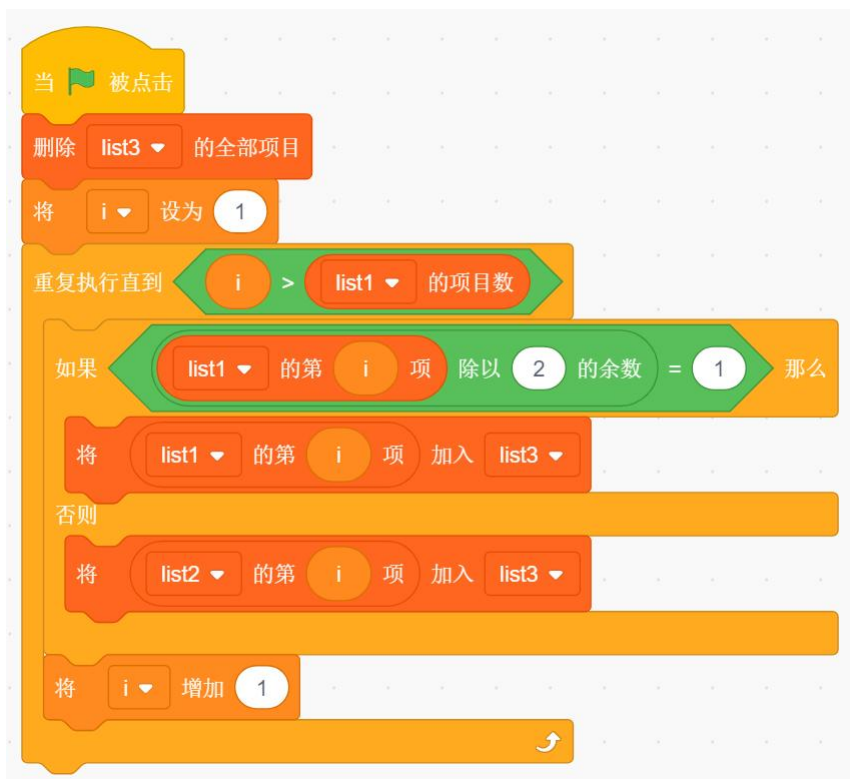 当 被点击
删除 list3 的全部项目
将 i 设为 1
重复执行直到 i > list1 的项目数
如果 list1 的第 i 项 除以 2 的余数 = 1 那么
将 list1 的第 i 项 加入 list3
否则
将 list2 的第 i 项 加入 list3
将 i 增加 1